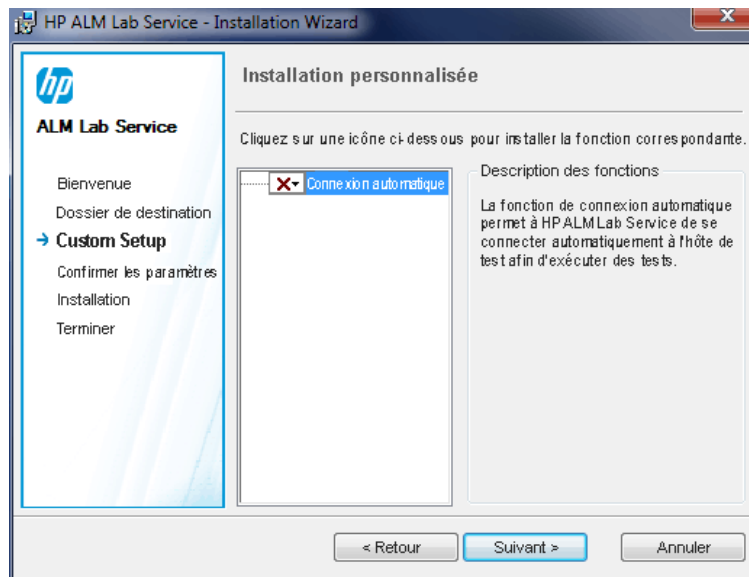 HP ALM Lab Service - Installation Wizard
hp
ALM Lab Service
Bienvenue
Dossier de destination
Custom Setup
Confirmer les paramètres
Installation
Terminer
Installation personnalisée
Cliquez sur une icône ci-dessous pour installer la fonction correspondante.
Connexion automatique
Description des fonctions
La fonction de connexion automatique
permet à HP ALM Lab Service de se
connecter automatiquement à l'hôte de
test afin d'exécuter des tests.
< Retour
Suivant >
Annuler